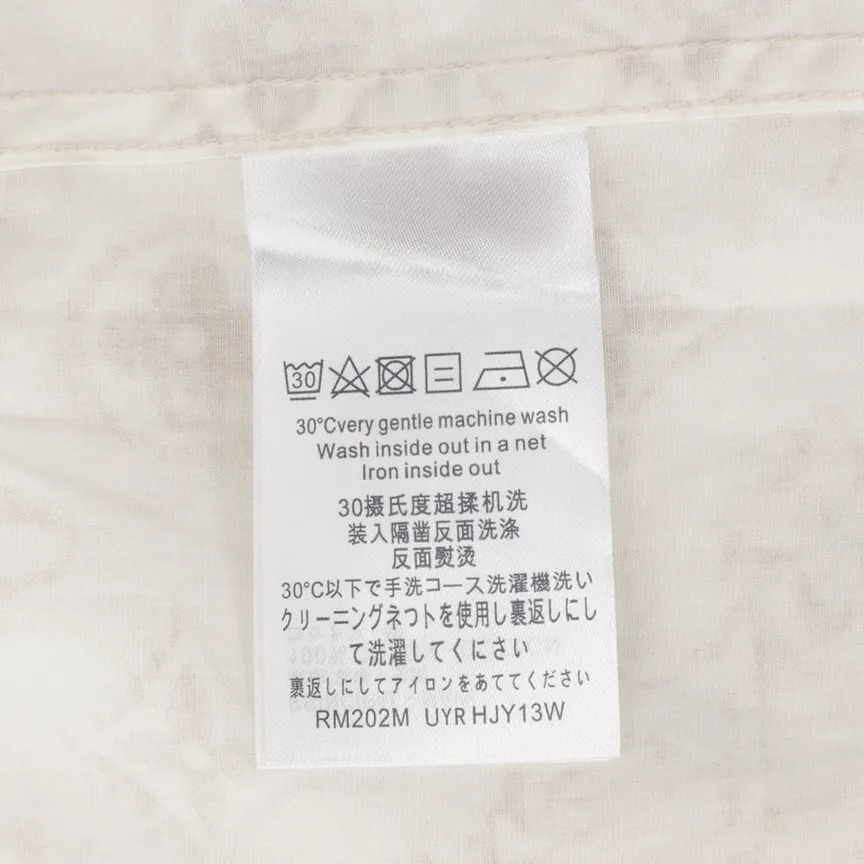 30
30°Cvery gentle machine wash
Wash inside out in a net
Iron inside out
30摄氏度超揉机洗
装入隔凿反面洗涤
反面熨烫
30°C以下で手洗コース洗濯機洗い
クリーニングネつトを使用し裏返しにし
て洗濯してくにさい
裹返しにしてアイロンをあててください
RM202M UYR HJY13W